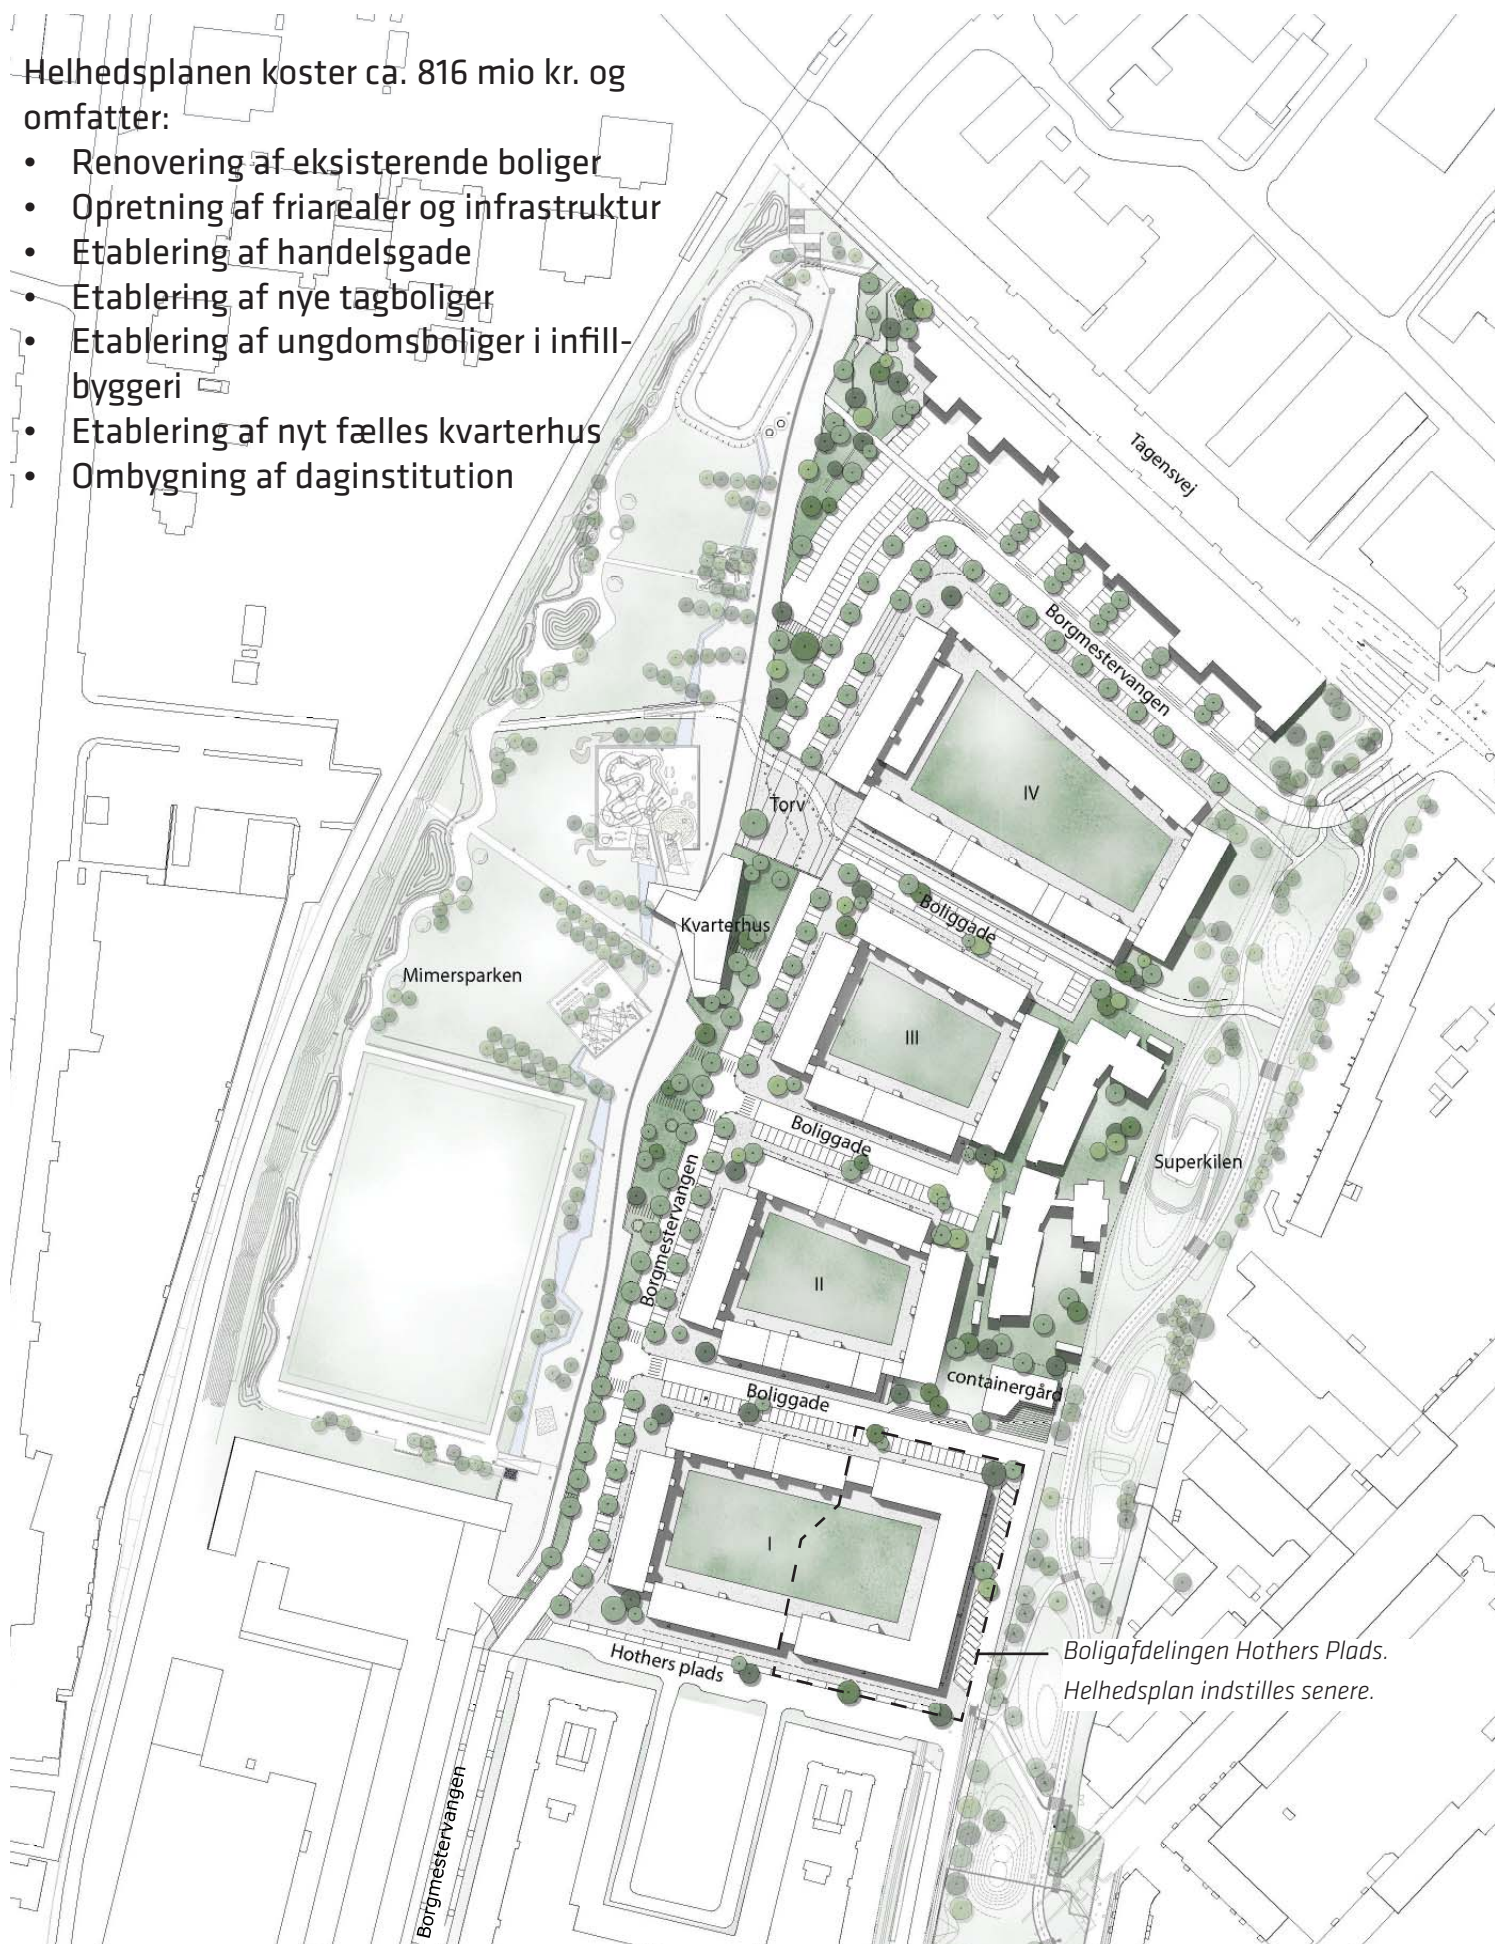 Helhedsplanen koster ca. 816 mio kr. og
omfatter:
• Renovering af eksisterende boliger
• Opretning af friarealer og infrastruktur
• Etablering af handelsgade
• Etablering af nye tagboliger
• Etablering af ungdomsboliger i infill-
byggeri
• Etablering af nyt fælles kvarterhus
• Ombygning af daginstitution
Tagensvej
Borgmestervangen
IV
Torv
Boliggade
Kvarterhus
Mimersparken
III
Boliggade
Superkilen
Borgmestervangen
II
Boliggade
containergård
I
Hothers plads
Boligafdelingen Hothers Plads.
Helhedsplan indstilles senere.
Borgmestervangen